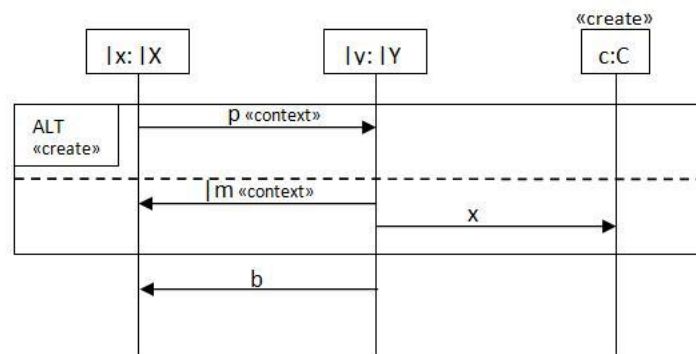 «create»
|x: |X
|v: |Y
c:C
ALT
«create»
p «context»
|m «context»
x
b